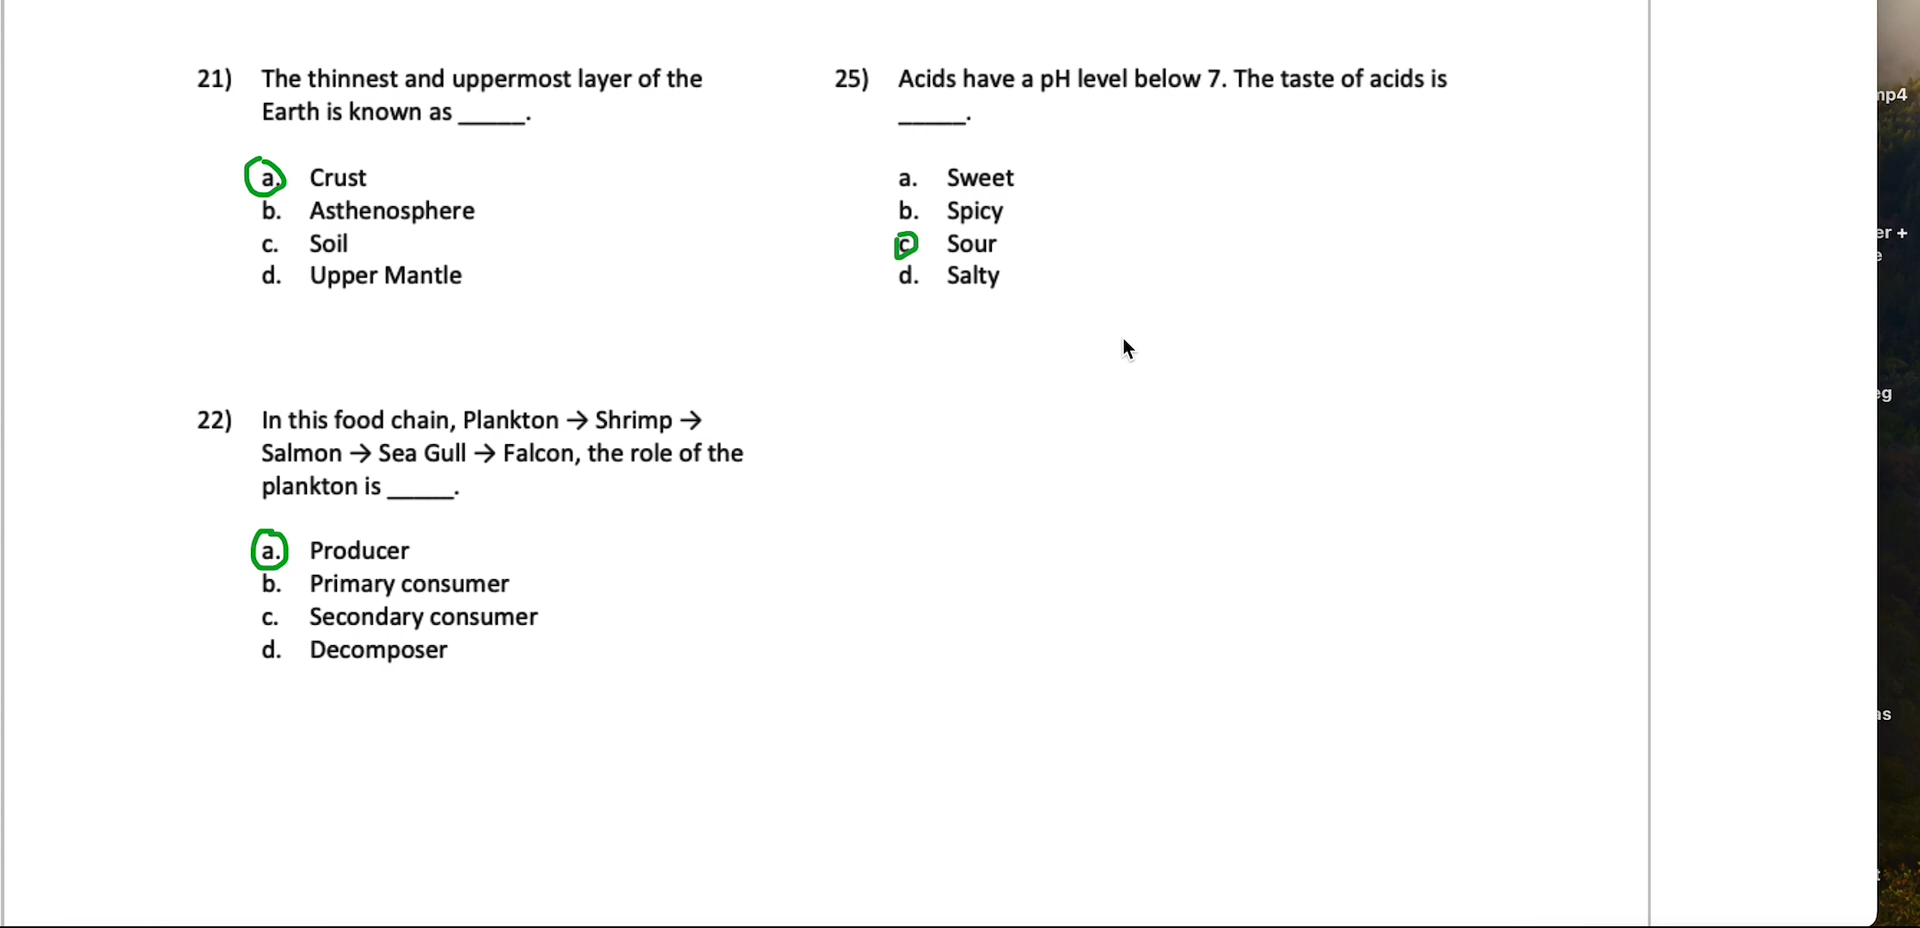 21) The thinnest and uppermost layer of the
Earth is known as _____.
a. Crust
b. Asthenosphere
c. Soil
d. Upper Mantle
22) In this food chain, Plankton → Shrimp →
Salmon → Sea Gull → Falcon, the role of the
plankton is _____.
a. Producer
b. Primary consumer
c. Secondary consumer
d. Decomposer
25) Acids have a pH level below 7. The taste of acids is
_____.
a. Sweet
b. Spicy
c Sour
d. Salty
er +